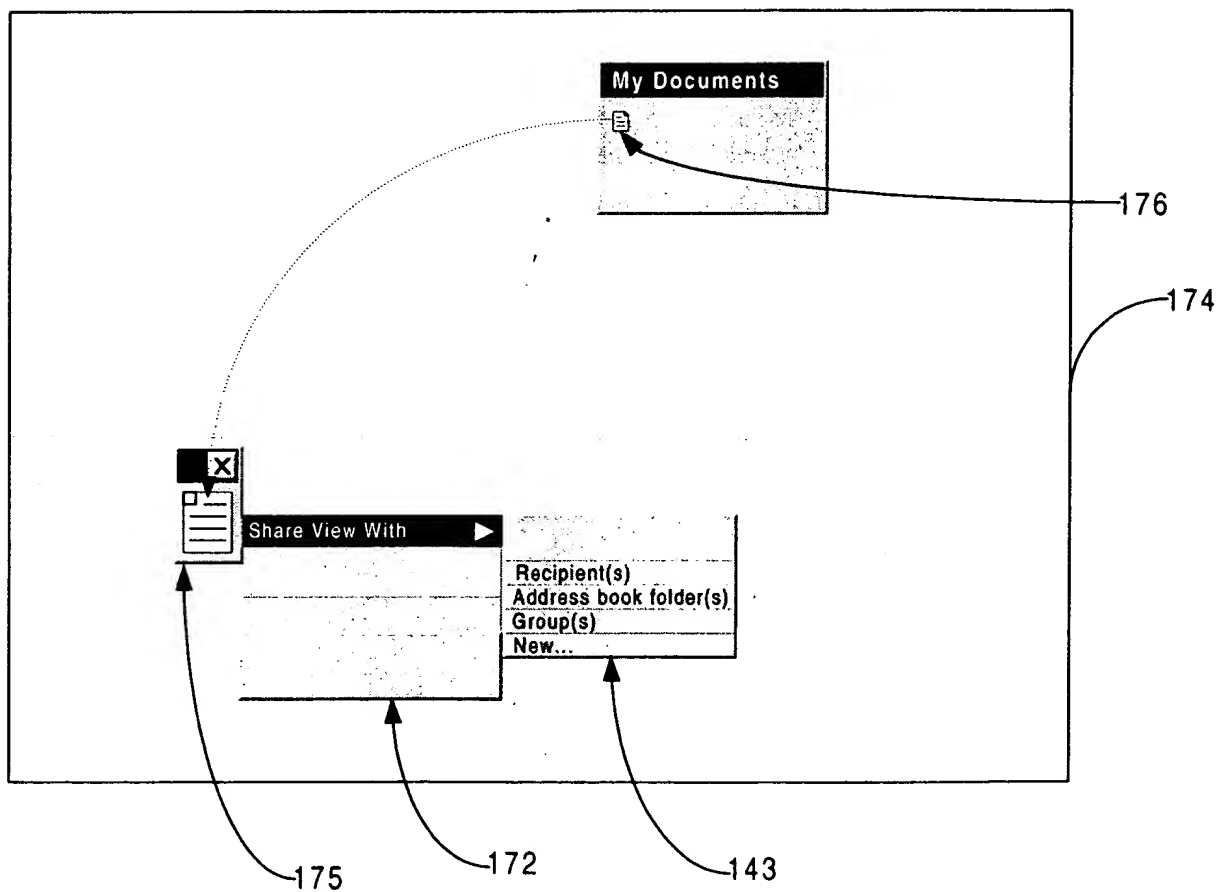 My Documents
176
174
X
Share View With
Recipient(s)
Address book folder(s)
Group(s)
New...
175
172
143